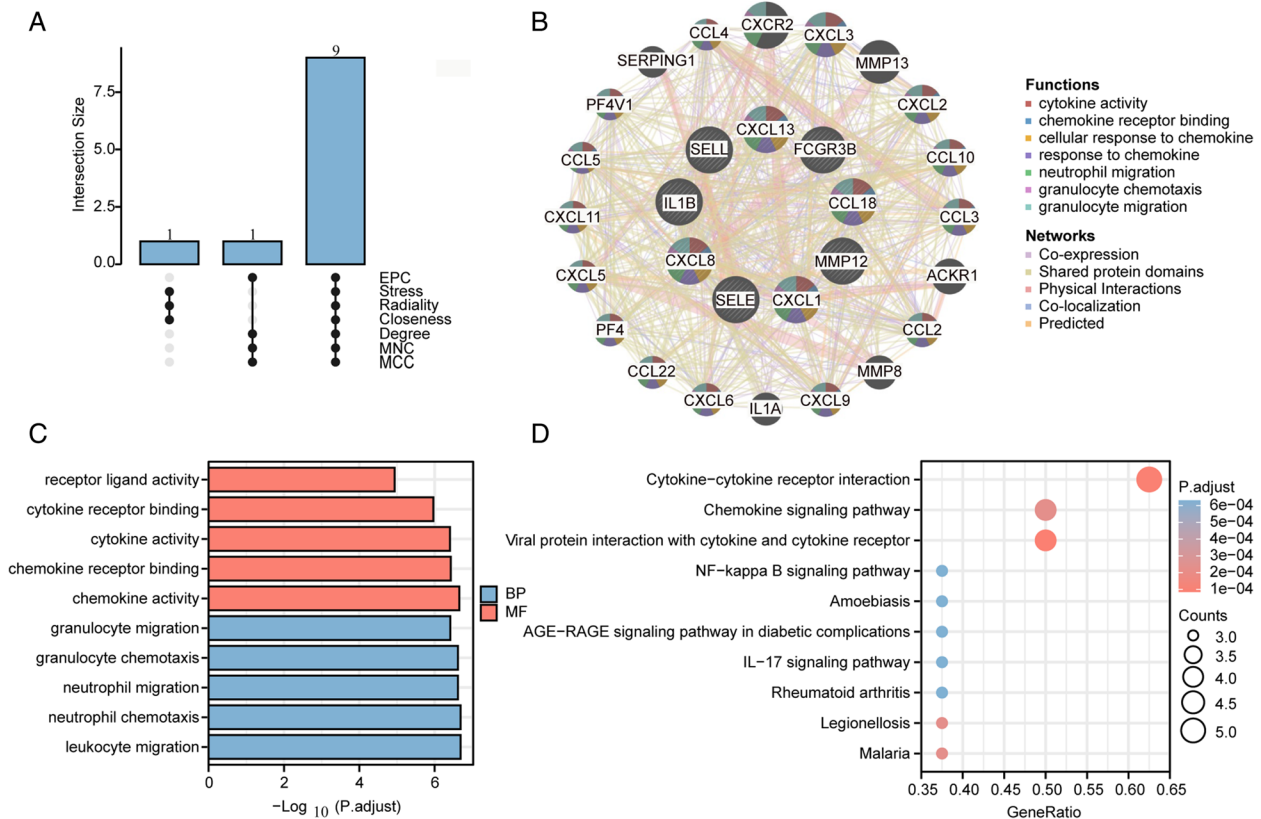 A
9
7.5
5.0
2.5
0.0
Intersection Size
1
1
EPC
Stress
Radiality
Closeness
Degree
MNC
MCC
B
CXCR2
CCL4
CXCL3
SERPING1
MMP13
PF4V1
CXCL2
CXCL13
SELL
FCGR3B
CCL5
CCL10
IL1B
CCL18
CXCL11
CCL3
CXCL8
MMP12
CXCL5
ACKR1
SELE
CXCL1
PF4
CCL2
CCL22
MMP8
CXCL6
IL1A
CXCL9
Functions
cytokine activity
chemokine receptor binding
cellular response to chemokine
response to chemokine
neutrophil migration
granulocyte chemotaxis
granulocyte migration
Networks
Co-expression
Shared protein domains
Physical Interactions
Co-localization
Predicted
C
receptor ligand activity
cytokine receptor binding
cytokine activity
chemokine receptor binding
chemokine activity
granulocyte migration
granulocyte chemotaxis
neutrophil migration
neutrophil chemotaxis
leukocyte migration
0 2 4 6
−Log 10 (P.adjust)
BP
MF
D
Cytokine−cytokine receptor interaction
Chemokine signaling pathway
Viral protein interaction with cytokine and cytokine receptor
NF−kappa B signaling pathway
Amoebiasis
AGE−RAGE signaling pathway in diabetic complications
IL−17 signaling pathway
Rheumatoid arthritis
Legionellosis
Malaria
0.35 0.40 0.45 0.50 0.55 0.60 0.65
GeneRatio
P.adjust
6e−04
5e−04
4e−04
3e−04
2e−04
1e−04
Counts
3.0
3.5
4.0
4.5
5.0